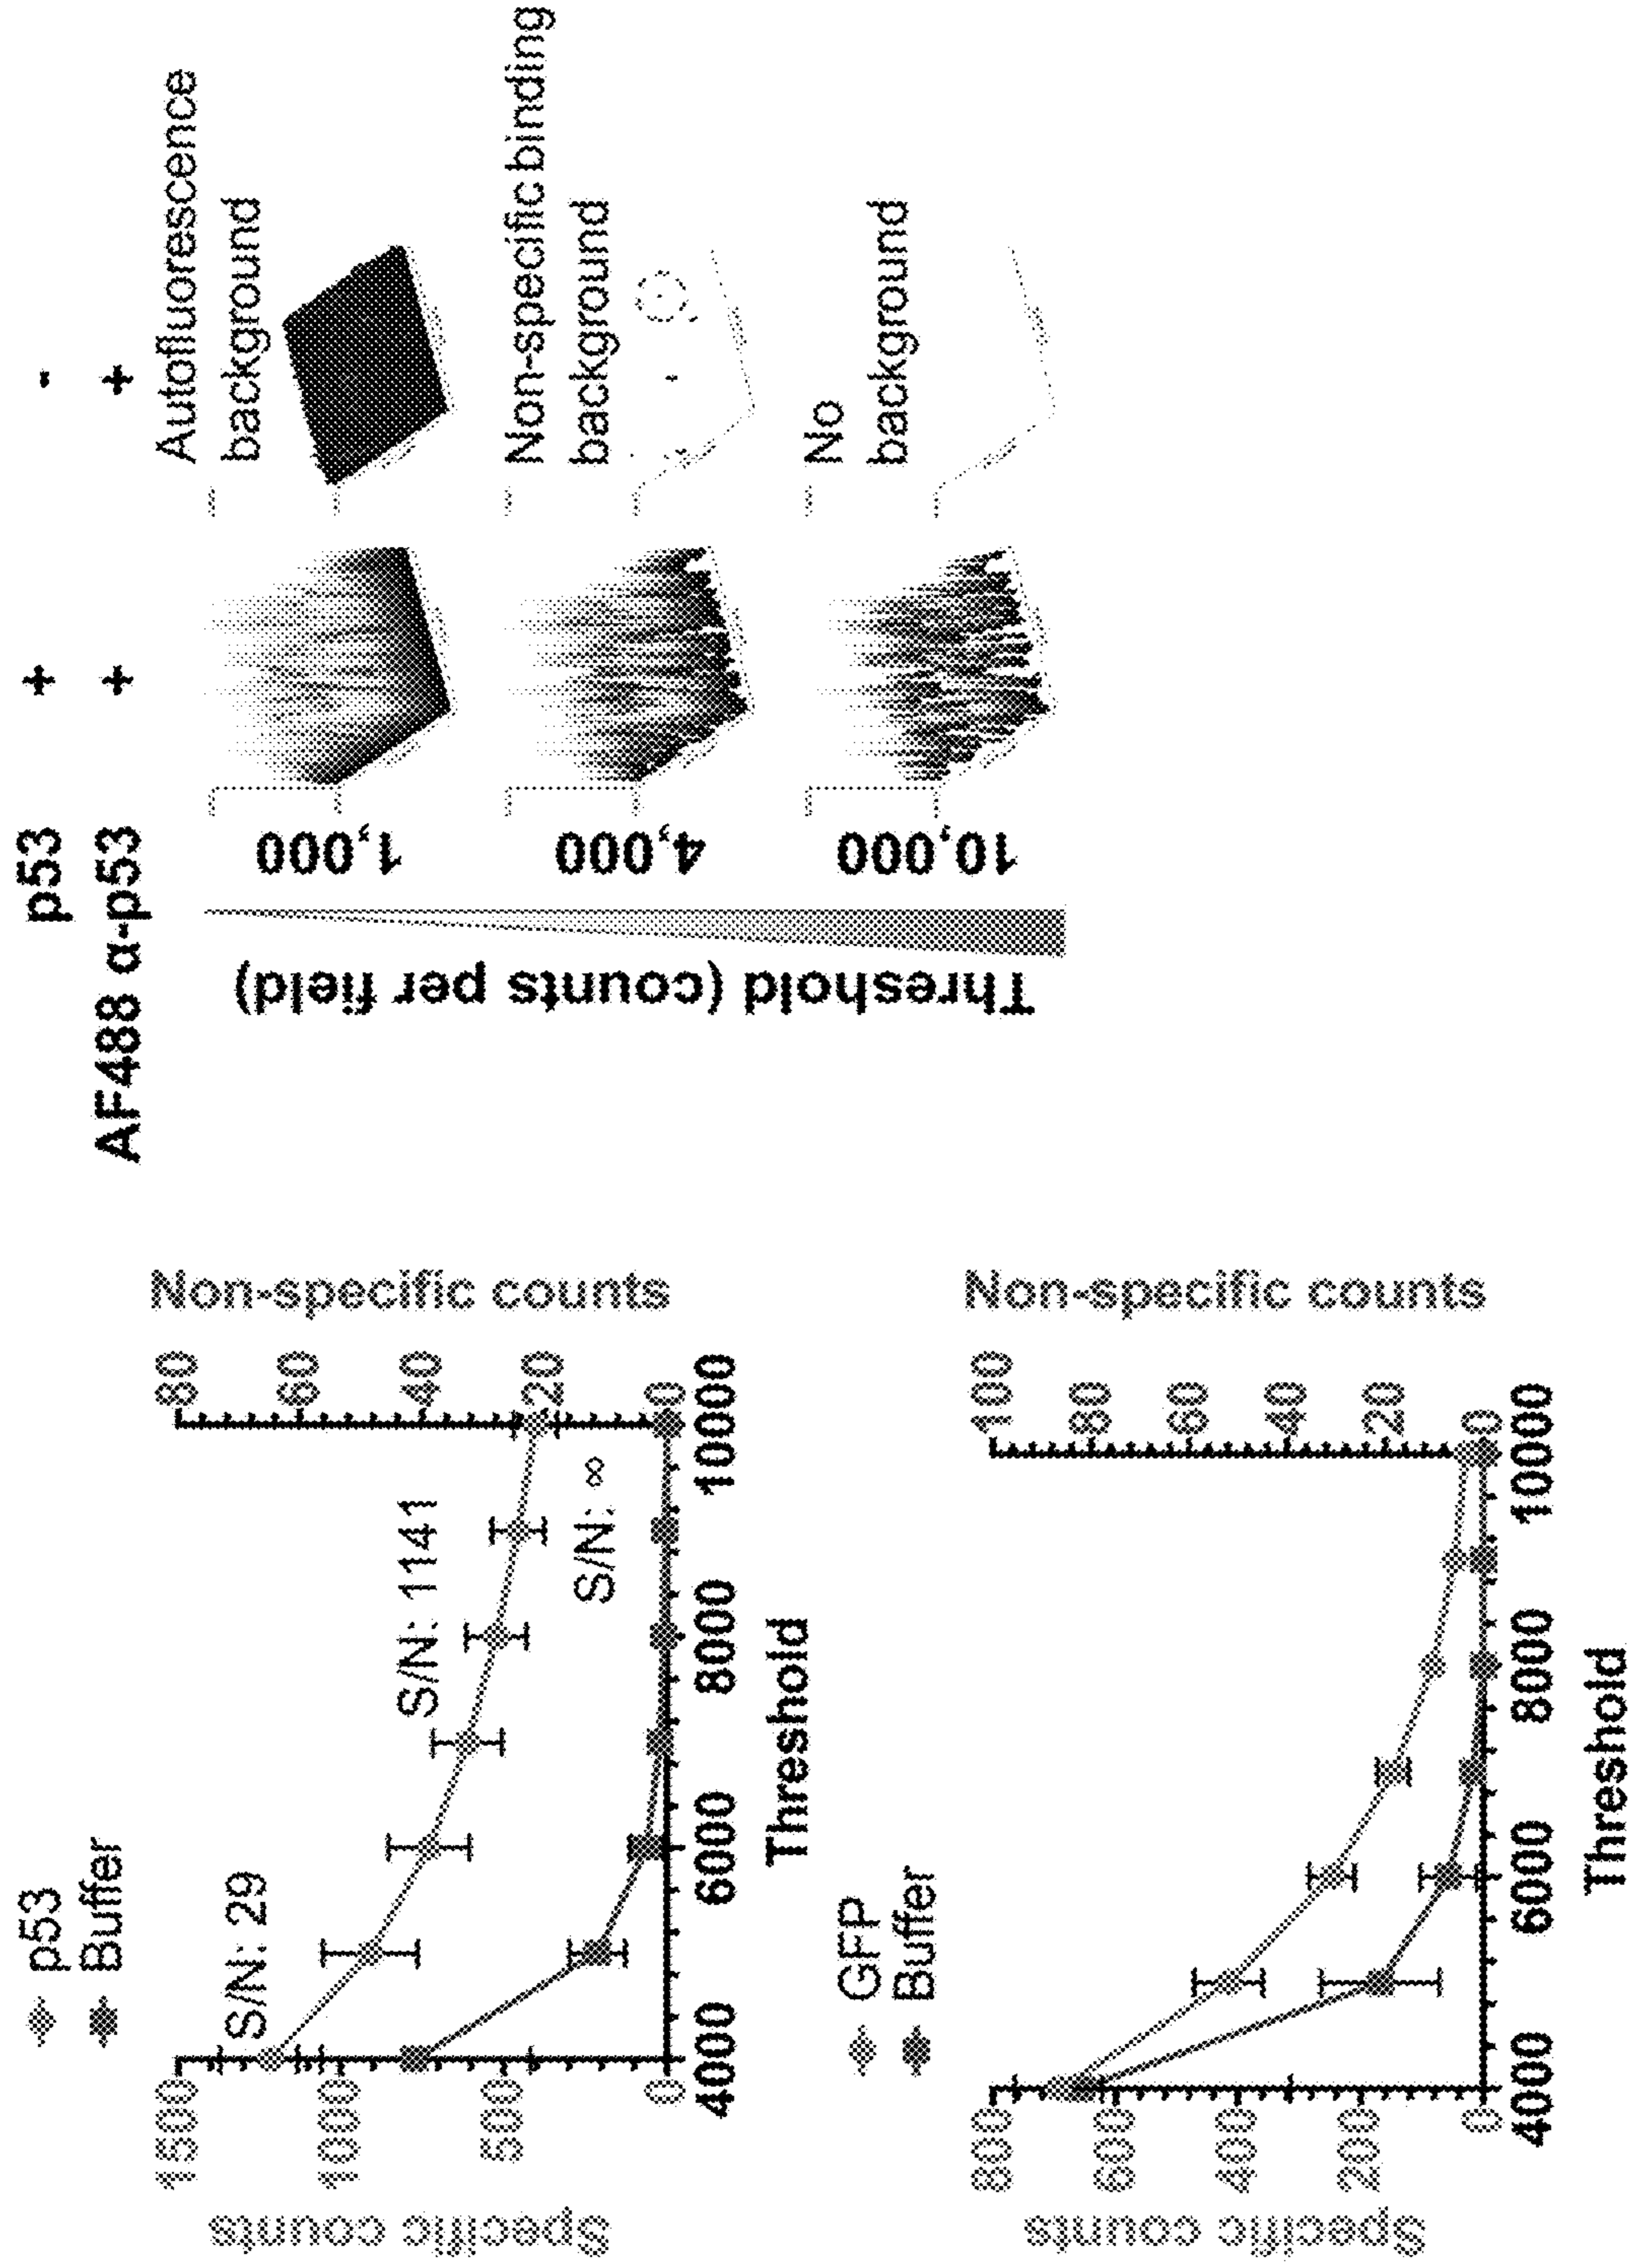 p53
Buffer
S/N: 29
S/N: 1141
S/N: ∞
Specific counts
1500
1000
500
0
Non-specific counts
80
60
40
20
0
4000
6000
8000
10000
Threshold
GFP
Buffer
Specific counts
800
600
400
200
0
Non-specific counts
100
80
60
40
20
0
4000
6000
8000
10000
Threshold
p53 + -
AF488 α-p53 + +
Threshold (counts per field)
1,000
Autofluorescence
background
4,000
Non-specific binding
background
10,000
No
background